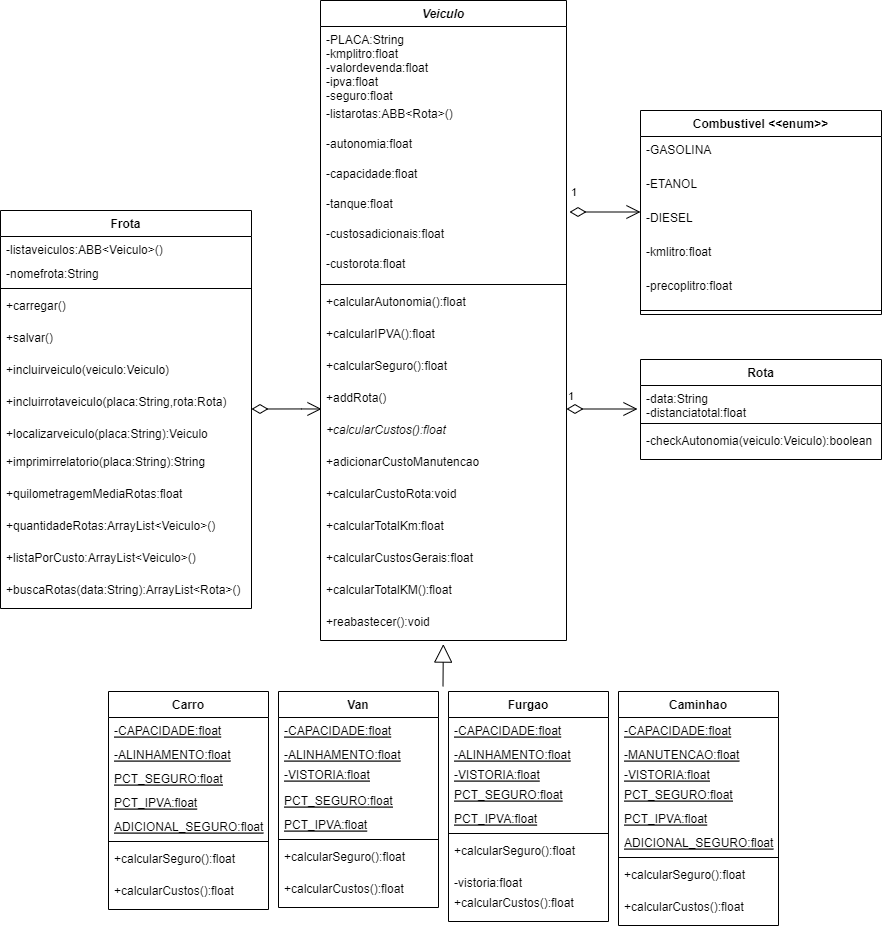 Veiculo
-PLACA:String
-kmplitro:float
-valordevenda:float
-ipva:float
-seguro:float
-listarotas:ABB<Rota>()
-autonomia:float
-capacidade:float
-tanque:float
-custosadicionais:float
-custorota:float
+calcularAutonomia():float
+calcularIPVA():float
+calcularSeguro():float
+addRota()
+calcularCustos():float
+adicionarCustoManutencao
+calcularCustoRota:void
+calcularTotalKm:float
+calcularCustosGerais:float
+calcularTotalKM():float
+reabastecer():void
1
Combustivel <<enum>>
-GASOLINA
-ETANOL
-DIESEL
-kmlitro:float
-precoplitro:float
Frota
-listaveiculos:ABB<Veiculo>()
-nomefrota:String
+carregar()
+salvar()
+incluirveiculo(veiculo:Veiculo)
+incluirrotaveiculo(placa:String,rota:Rota)
+localizarveiculo(placa:String):Veiculo
+imprimirrelatorio(placa:String):String
+quilometragemMediaRotas:float
+quantidadeRotas:ArrayList<Veiculo>()
+listaPorCusto:ArrayList<Veiculo>()
+buscaRotas(data:String):ArrayList<Rota>()
1
Rota
-data:String
-distanciatotal:float
-checkAutonomia(veiculo:Veiculo):boolean
Carro
-CAPACIDADE:float
-ALINHAMENTO:float
PCT_SEGURO:float
PCT_IPVA:float
ADICIONAL_SEGURO:float
+calcularSeguro():float
+calcularCustos():float
Van
-CAPACIDADE:float
-ALINHAMENTO:float
-VISTORIA:float
PCT_SEGURO:float
PCT_IPVA:float
+calcularSeguro():float
+calcularCustos():float
Furgao
-CAPACIDADE:float
-ALINHAMENTO:float
-VISTORIA:float
PCT_SEGURO:float
PCT_IPVA:float
+calcularSeguro():float
-vistoria:float
+calcularCustos():float
Caminhao
-CAPACIDADE:float
-MANUTENCAO:float
-VISTORIA:float
PCT_SEGURO:float
PCT_IPVA:float
ADICIONAL_SEGURO:float
+calcularSeguro():float
+calcularCustos():float